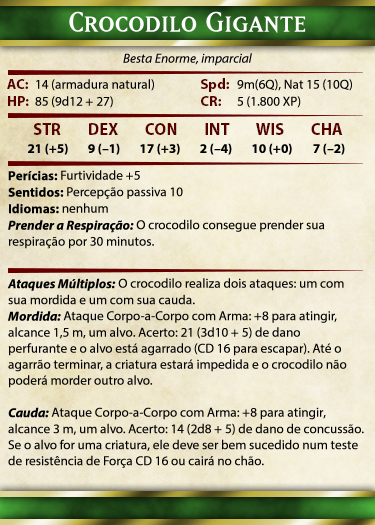 Crocodilo Gigante
Besta Enorme, imparcial
AC: 14 (armadura natural) Spd: 9m(6Q), Nat 15 (10Q)
HP: 85 (9d12 + 27) CR: 5 (1.800 XP)
STR DEX CON INT WIS CHA
21 (+5) 9 (–1) 17 (+3) 2 (–4) 10 (+0) 7 (–2)
Perícias: Furtividade +5
Sentidos: Percepção passiva 10
Idiomas: nenhum
Prender a Respiração: O crocodilo consegue prender sua
respiração por 30 minutos.
Ataques Múltiplos: O crocodilo realiza dois ataques: um com
sua mordida e um com sua cauda.
Mordida: Ataque Corpo-a-Corpo com Arma: +8 para atingir,
alcance 1,5 m, um alvo. Acerto: 21 (3d10 + 5) de dano
perfurante e o alvo está agarrado (CD 16 para escapar). Até o
agarrão terminar, a criatura estará impedida e o crocodilo não
poderá morder outro alvo.
Cauda: Ataque Corpo-a-Corpo com Arma: +8 para atingir,
alcance 3 m, um alvo. Acerto: 14 (2d8 + 5) de dano de concussão.
Se o alvo for uma criatura, ele deve ser bem sucedido num teste
de resistência de Força CD 16 ou cairá no chão.